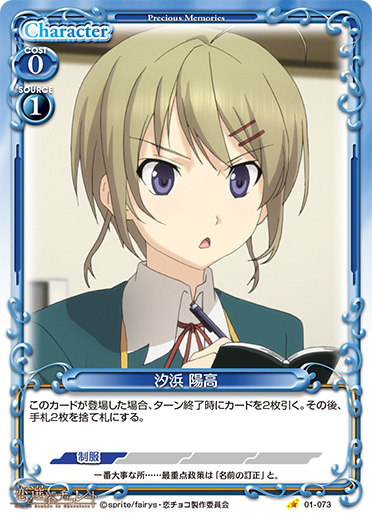 Precious Memories
Character
COST
0
SOURCE
1
汐浜 陽高
このカードが登場した場合、ターン終了時にカードを2枚引く。その後、
手札2枚を捨て札にする。
制服
一番大事な所……最重点政策は「名前の訂正」と。
恋と選挙とチョコレート
©sprite/fairys・恋チョコ製作委員会
01-073